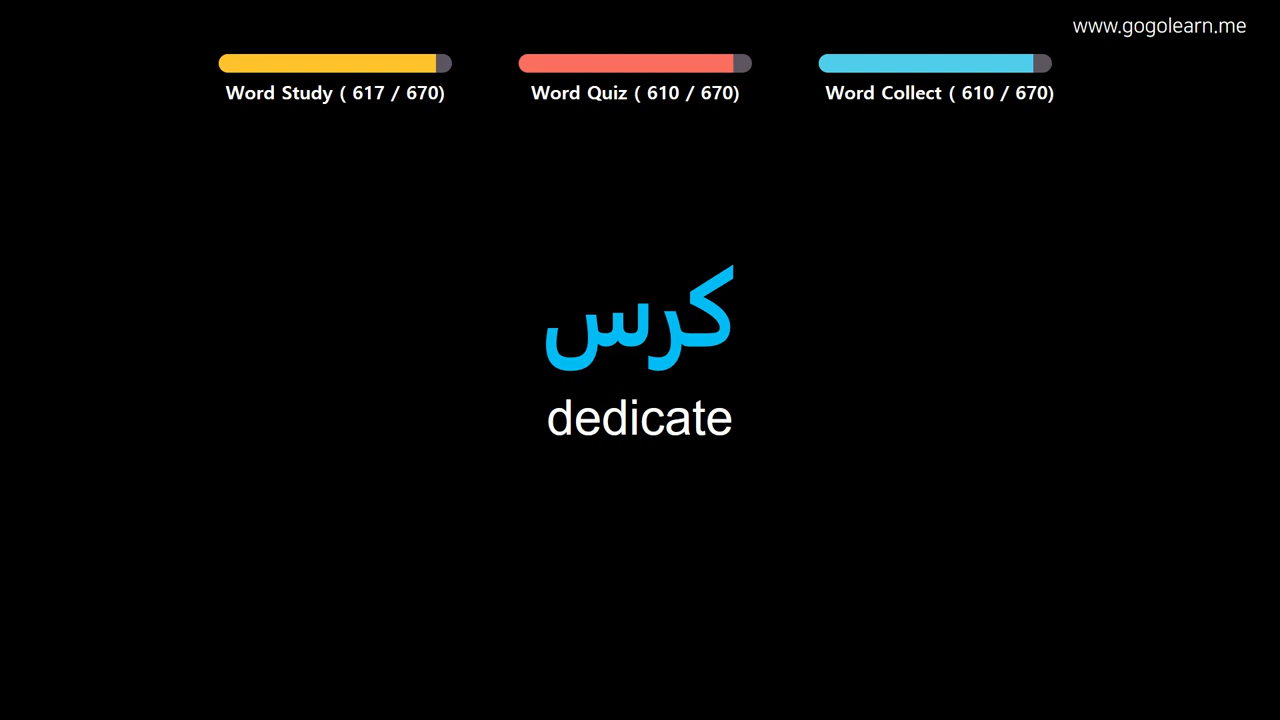 www.gogolearn.me
Word Study ( 617 / 670)
Word Quiz ( 610 / 670)
Word Collect ( 610 / 670)
كرس
dedicate